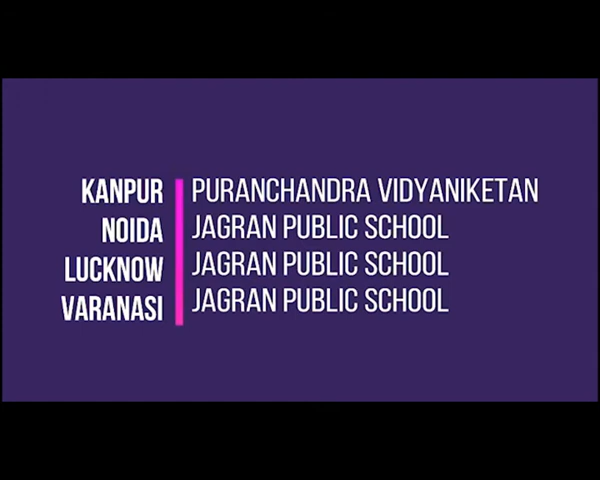 KANPUR PURANCHANDRA VIDYANIKETAN
NOIDA JAGRAN PUBLIC SCHOOL
LUCKNOW JAGRAN PUBLIC SCHOOL
VARANASI JAGRAN PUBLIC SCHOOL